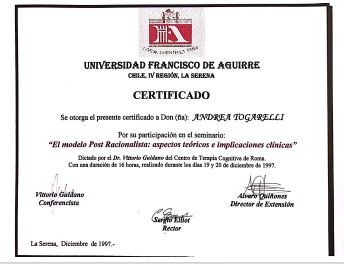 UNIVERSIDAD FRANCISCO DE AGUIRRE
CHILE, IV REGIÓN, LA SERENA
CERTIFICADO
Se otorga el presente certificado a Don (ña): ANDREA TOGARELLI
Por su participación en el seminario:
"El modelo Post Racionalista: aspectos teóricos e implicaciones clínicas"
Dictado por el Dr. Vittorio Guidano del Centro de Terapia Cognitiva de Roma.
Con una duración de 16 horas, realizado durante los días 19 y 20 de diciembre de 1997.
Vittorio Guidano
Conferencista
Alvaro Quiñones
Director de Extensión
Sergio Elliot
Rector
La Serena, Diciembre de 1997.-